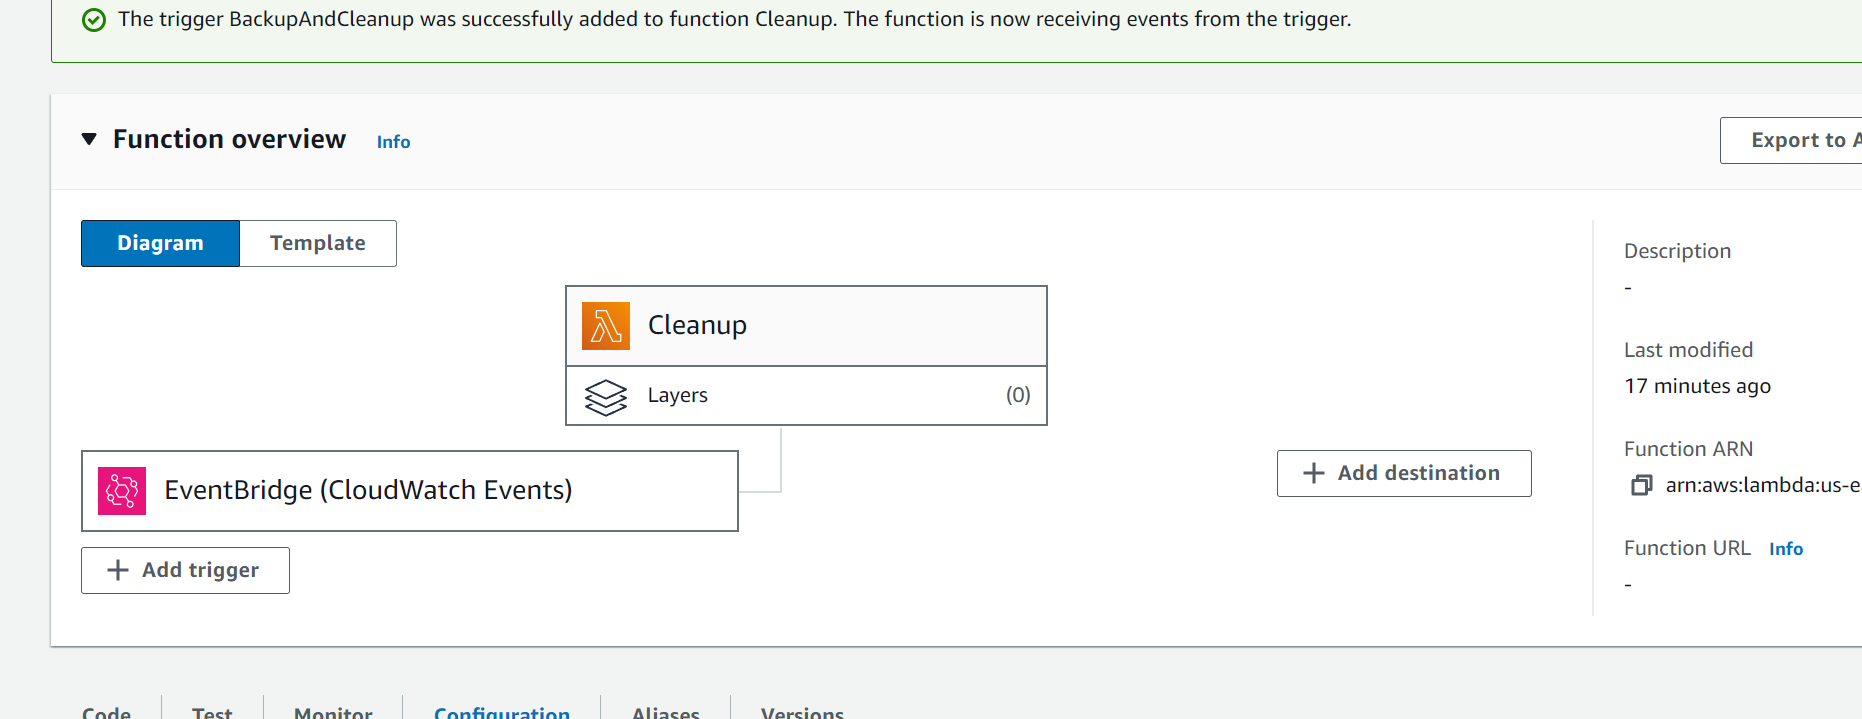 The trigger BackupAndCleanup was successfully added to function Cleanup. The function is now receiving events from the trigger.
Function overview Info
Export to A
Diagram Template
Cleanup
Layers (0)
EventBridge (CloudWatch Events)
+ Add trigger
+ Add destination
Description
-
Last modified
17 minutes ago
Function ARN
arn:aws:lambda:us-e
Function URL Info
-
Code Test Monitor Configuration Aliases Versions